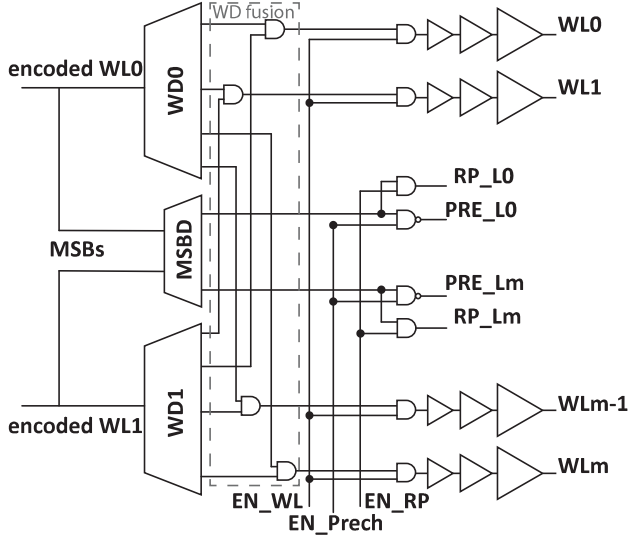 WD fusion
WL0
encoded WL0
WD0
WL1
RP_L0
PRE_L0
MSBs
MSBD
PRE_Lm
RP_Lm
WD1
encoded WL1
WLm-1
WLm
EN_WL
EN_RP
EN_Prech